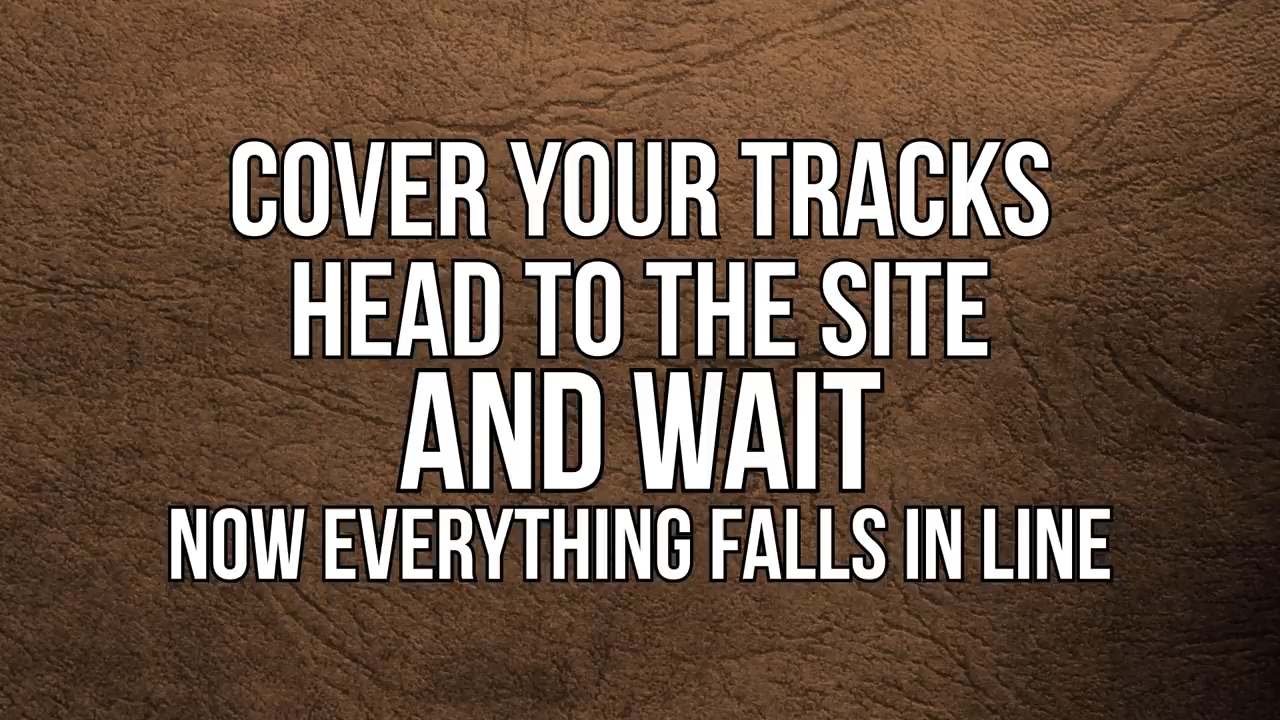 COVER YOUR TRACKS
HEAD TO THE SITE
AND WAIT
NOW EVERYTHING FALLS IN LINE